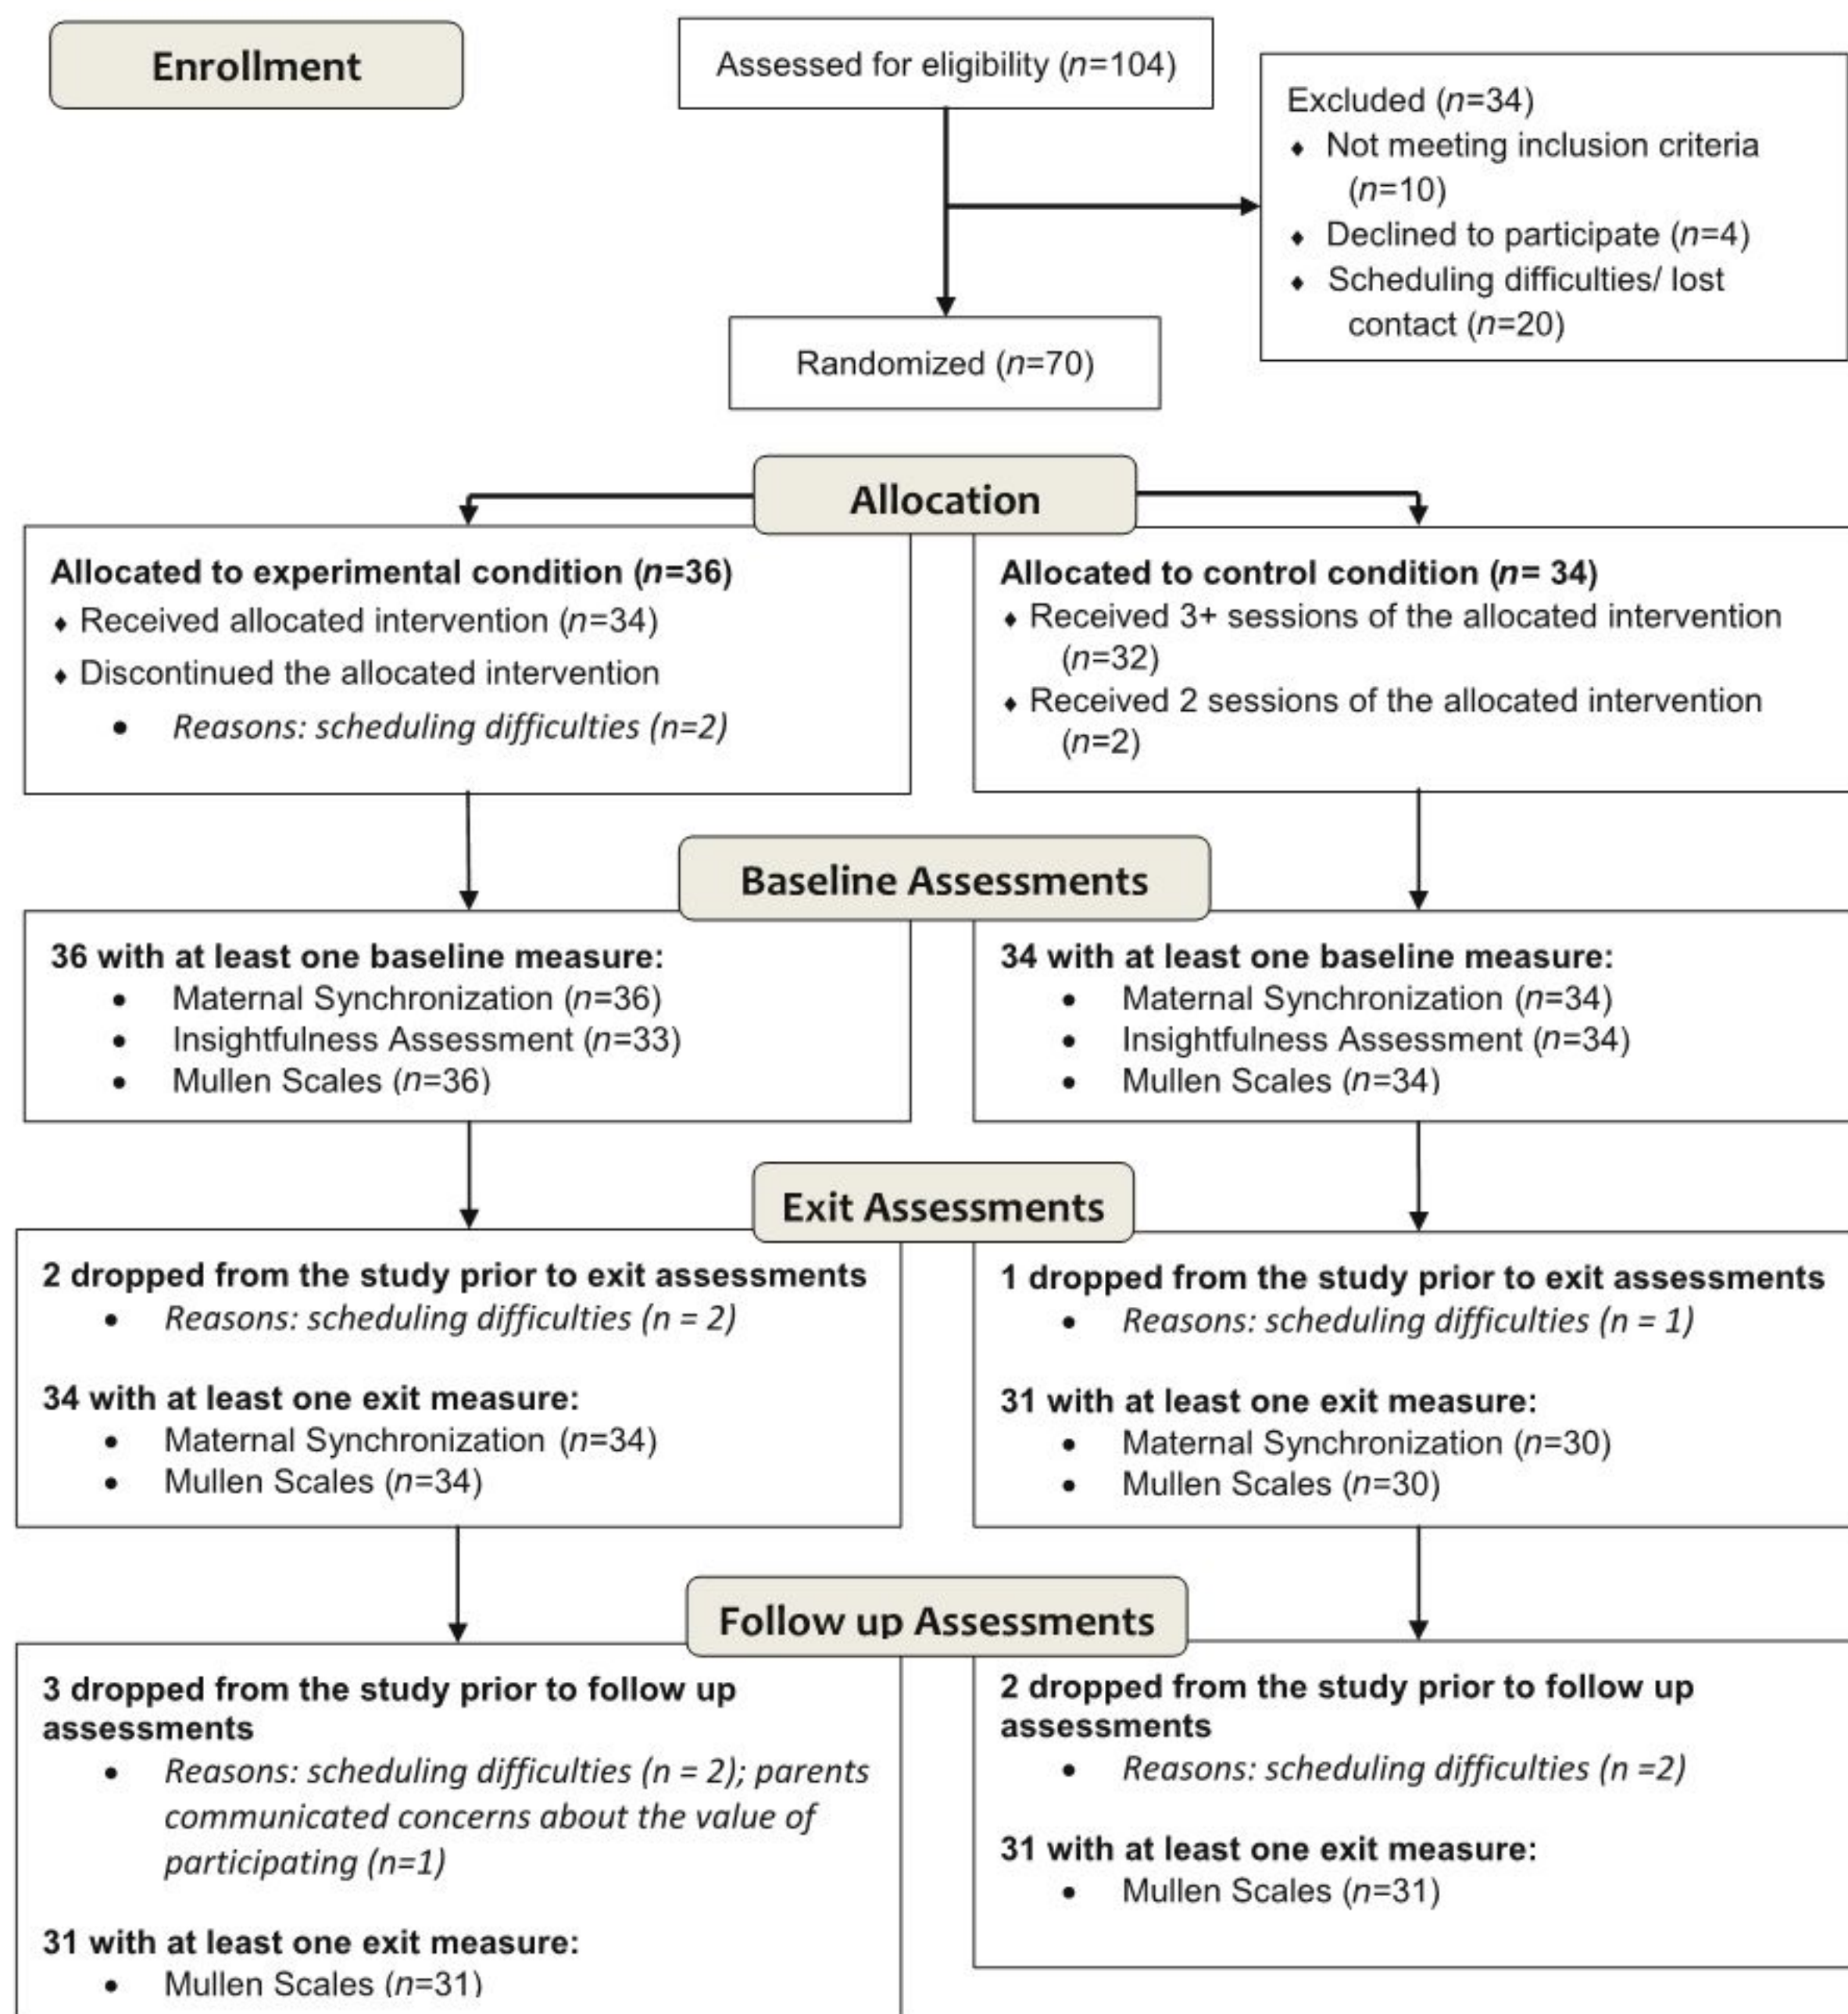 Enrollment
Assessed for eligibility (n=104)
Excluded (n=34)
⬧ Not meeting inclusion criteria
(n=10)
⬧ Declined to participate (n=4)
⬧ Scheduling difficulties/ lost
contact (n=20)
Randomized (n=70)
Allocation
Allocated to experimental condition (n=36)
⬧ Received allocated intervention (n=34)
⬧ Discontinued the allocated intervention
• Reasons: scheduling difficulties (n=2)
Allocated to control condition (n= 34)
⬧ Received 3+ sessions of the allocated intervention
(n=32)
⬧ Received 2 sessions of the allocated intervention
(n=2)
Baseline Assessments
36 with at least one baseline measure:
• Maternal Synchronization (n=36)
• Insightfulness Assessment (n=33)
• Mullen Scales (n=36)
34 with at least one baseline measure:
• Maternal Synchronization (n=34)
• Insightfulness Assessment (n=34)
• Mullen Scales (n=34)
Exit Assessments
2 dropped from the study prior to exit assessments
• Reasons: scheduling difficulties (n = 2)
34 with at least one exit measure:
• Maternal Synchronization (n=34)
• Mullen Scales (n=34)
1 dropped from the study prior to exit assessments
• Reasons: scheduling difficulties (n = 1)
31 with at least one exit measure:
• Maternal Synchronization (n=30)
• Mullen Scales (n=30)
Follow up Assessments
3 dropped from the study prior to follow up
assessments
• Reasons: scheduling difficulties (n = 2); parents
communicated concerns about the value of
participating (n=1)
31 with at least one exit measure:
• Mullen Scales (n=31)
2 dropped from the study prior to follow up
assessments
• Reasons: scheduling difficulties (n =2)
31 with at least one exit measure:
• Mullen Scales (n=31)